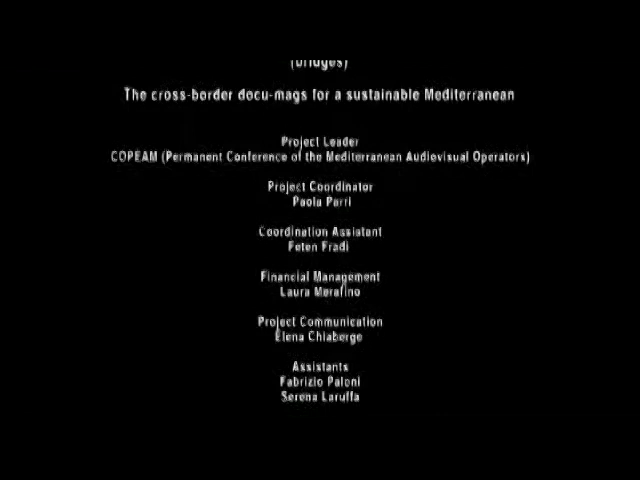 (bridges)
The cross-border docu-mags for a sustainable Mediterranean
Project Leader
COPEAM (Permanent Conference of the Mediterranean Audiovisual Operators)
Project Coordinator
Paola Parri
Coordination Assistant
Feten Fradi
Financial Management
Laura Merafino
Project Communication
Elena Chiaberge
Assistants
Fabrizio Paloni
Serena Laruffa